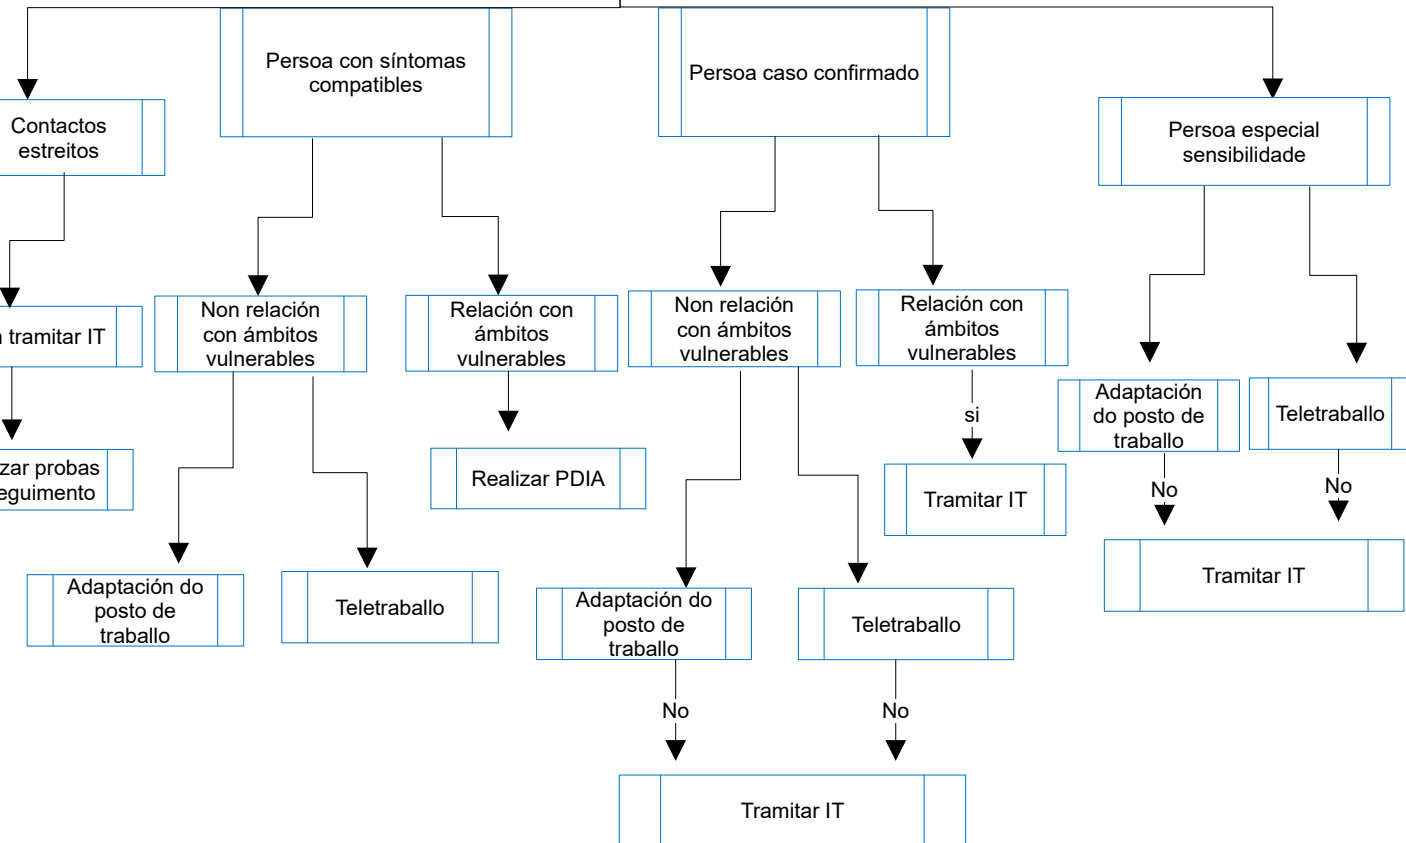 Persoa con síntomas
compatibles
Persoa caso confirmado
Contactos
estreitos
Persoa especial
sensibilidade
tramitar IT
Non relación
con ámbitos
vulnerables
Relación con
ámbitos
vulnerables
Non relación
con ámbitos
vulnerables
Relación con
ámbitos
vulnerables
si
Adaptación
do posto de
traballo
Teletraballo
probas
Realizar PDIA
Tramitar IT
No
No
Tramitar IT
Adaptación do
posto de
traballo
Teletraballo
Adaptación do
posto de
traballo
Teletraballo
No
No
Tramitar IT